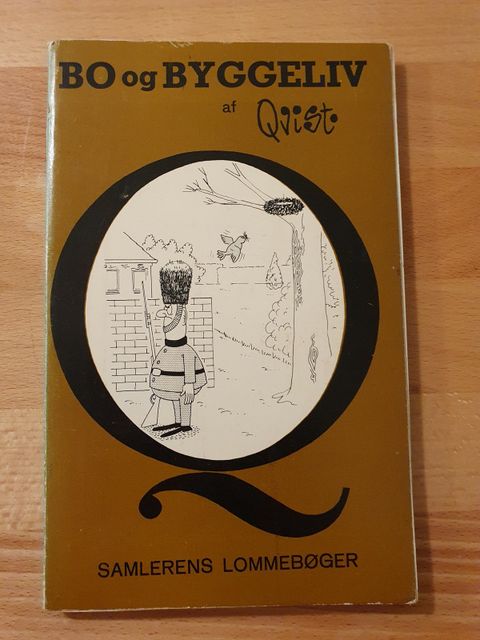 BO og BYGGELIV
af Qvist
Q
SAMLERENS LOMMEBØGER